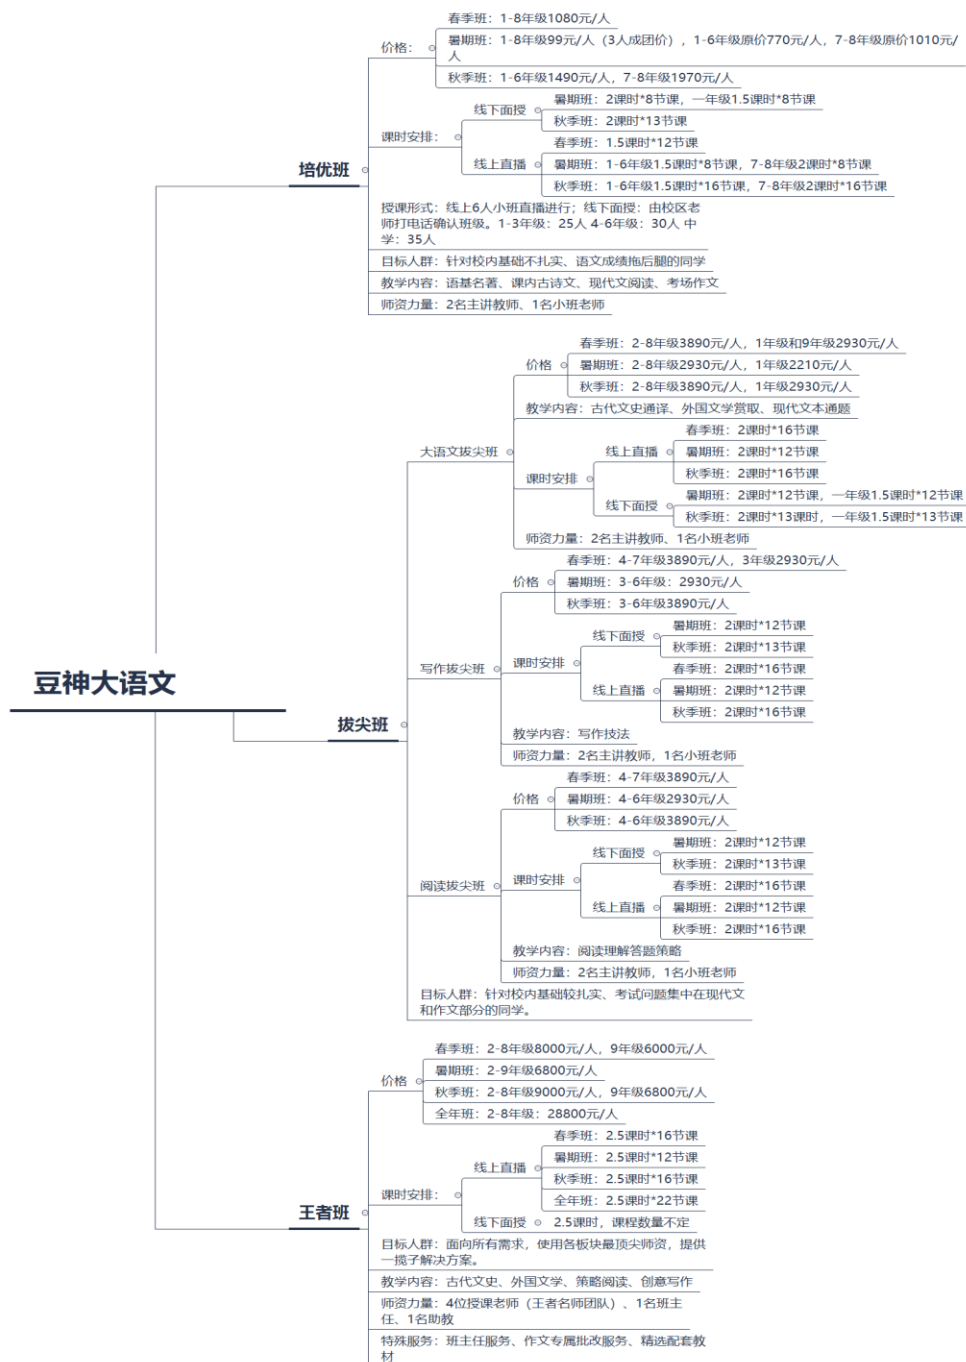 豆神大语文
培优班
价格：
春季班：1-8年级1080元/人
暑期班：1-8年级99元/人（3人成团价），1-6年级原价770元/人，7-8年级原价1010元/
人
秋季班：1-6年级1490元/人，7-8年级1970元/人
课时安排：
线下面授
暑期班：2课时*8节课，一年级1.5课时*8节课
秋季班：2课时*13节课
线上直播
春季班：1.5课时*12节课
暑期班：1-6年级1.5课时*8节课，7-8年级2课时*8节课
秋季班：1-6年级1.5课时*16节课，7-8年级2课时*16节课
授课形式：线上6人小班直播进行；线下面授：由校区老
师打电话确认班级。1-3年级：25人 4-6年级：30人 中
学：35人
目标人群：针对校内基础不扎实、语文成绩拖后腿的同学
教学内容：语基名著、课内古诗文、现代文阅读、考场作文
师资力量：2名主讲教师、1名小班老师
拔尖班
大语文拔尖班
价格
春季班：2-8年级3890元/人，1年级和9年级2930元/人
暑期班：2-8年级2930元/人，1年级2210元/人
秋季班：2-8年级3890元/人，1年级2930元/人
教学内容：古代文史通译、外国文学赏取、现代文本通题
课时安排
线上直播
春季班：2课时*16节课
暑期班：2课时*12节课
秋季班：2课时*16节课
线下面授
暑期班：2课时*12节课，一年级1.5课时*12节课
秋季班：2课时*13课时，一年级1.5课时*13节课
师资力量：2名主讲教师、1名小班老师
写作拔尖班
价格
春季班：4-7年级3890元/人，3年级2930元/人
暑期班：3-6年级：2930元/人
秋季班：3-6年级3890元/人
课时安排
线下面授
暑期班：2课时*12节课
秋季班：2课时*13节课
线上直播
春季班：2课时*16节课
暑期班：2课时*12节课
秋季班：2课时*16节课
教学内容：写作技法
师资力量：2名主讲教师，1名小班老师
阅读拔尖班
价格
春季班：4-7年级3890元/人
暑期班：4-6年级2930元/人
秋季班：4-6年级3890元/人
课时安排
线下面授
暑期班：2课时*12节课
秋季班：2课时*13节课
线上直播
春季班：2课时*16节课
暑期班：2课时*12节课
秋季班：2课时*16节课
教学内容：阅读理解答题策略
师资力量：2名主讲教师，1名小班老师
目标人群：针对校内基础较扎实、考试问题集中在现代文
和作文部分的同学。
王者班
价格
春季班：2-8年级8000元/人，9年级6000元/人
暑期班：2-9年级6800元/人
秋季班：2-8年级9000元/人，9年级6800元/人
全年班：2-8年级：28800元/人
课时安排：
线上直播
春季班：2.5课时*16节课
暑期班：2.5课时*12节课
秋季班：2.5课时*16节课
全年班：2.5课时*22节课
线下面授
2.5课时，课程数量不定
目标人群：面向所有需求，使用各板块最顶尖师资，提供
一揽子解决方案。
教学内容：古代文史、外国文学、策略阅读、创意写作
师资力量：4位授课老师（王者名师团队）、1名班主
任、1名助教
特殊服务：班主任服务、作文专属批改服务、精选配套教
材